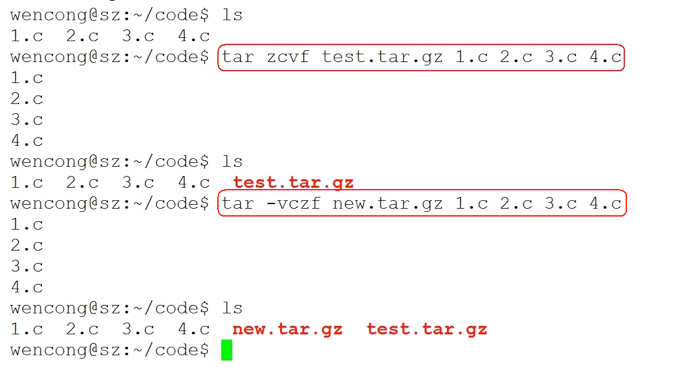 wencong@sz:~/code$ ls
1.c  2.c  3.c  4.c
wencong@sz:~/code$ tar zcvf test.tar.gz 1.c 2.c 3.c 4.c
1.c
2.c
3.c
4.c
wencong@sz:~/code$ ls
1.c  2.c  3.c  4.c  test.tar.gz
wencong@sz:~/code$ tar -vczf new.tar.gz 1.c 2.c 3.c 4.c
1.c
2.c
3.c
4.c
wencong@sz:~/code$ ls
1.c  2.c  3.c  4.c  new.tar.gz  test.tar.gz
wencong@sz:~/code$